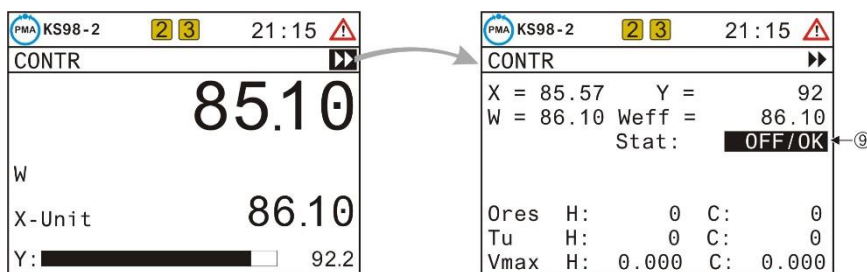 PMA KS98-2 2 3 21:15
CONTR
85.10
W
X-Unit 86.10
Y: 92.2
PMA KS98-2 2 3 21:15
CONTR
X = 85.57 Y = 92
W = 86.10 Weff = 86.10
Stat: OFF/OK ⑨
Ores H: 0 C: 0
Tu H: 0 C: 0
Vmax H: 0.000 C: 0.000